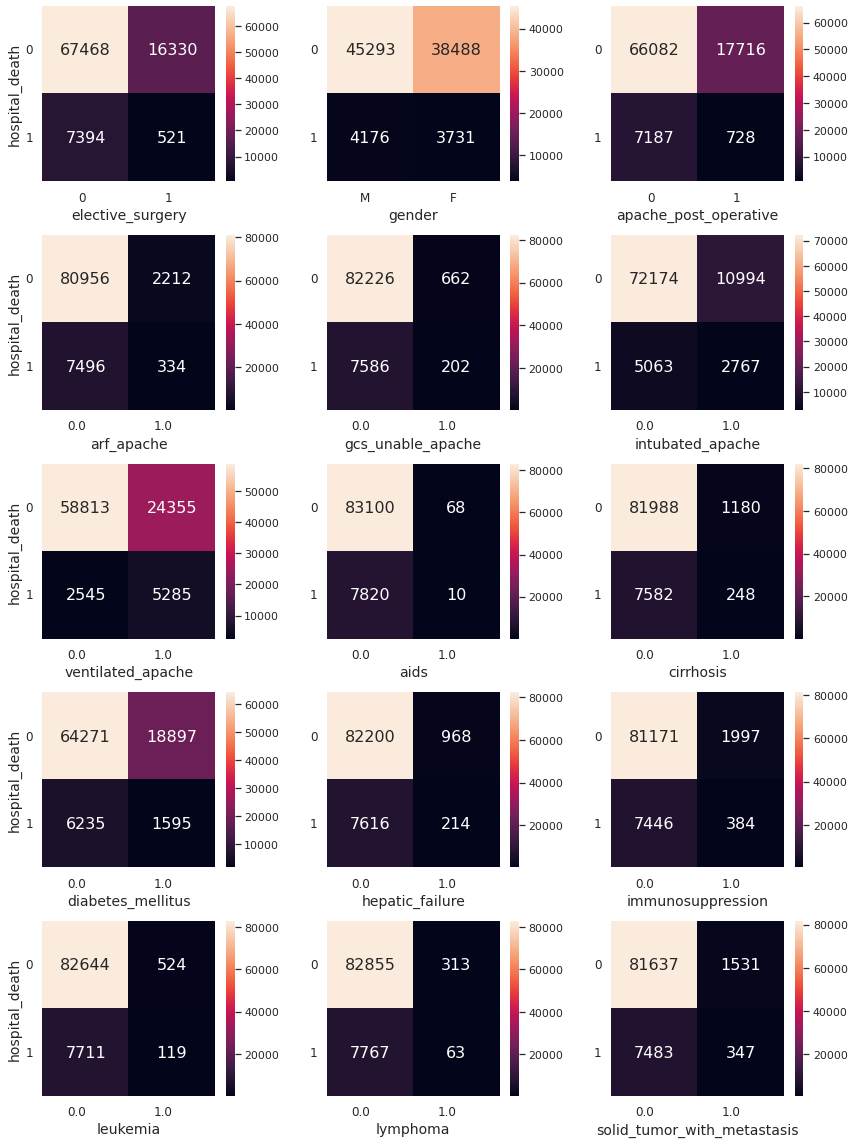 hospital_death
0 67468 16330
1 7394 521
0 1
elective_surgery
60000
50000
40000
30000
20000
10000
45293 38488
4176 3731
M F
gender
0
1
40000
30000
20000
10000
0 66082 17716
1 7187 728
0 1
apache_post_operative
60000
50000
40000
30000
20000
10000
hospital_death
0 80956 2212
1 7496 334
0.0 1.0
arf_apache
80000
60000
40000
20000
0 82226 662
1 7586 202
0.0 1.0
gcs_unable_apache
80000
60000
40000
20000
0 72174 10994
1 5063 2767
0.0 1.0
intubated_apache
70000
60000
50000
40000
30000
20000
10000
hospital_death
0 58813 24355
1 2545 5285
0.0 1.0
ventilated_apache
50000
40000
30000
20000
10000
0 83100 68
1 7820 10
0.0 1.0
aids
80000
60000
40000
20000
0 81988 1180
1 7582 248
0.0 1.0
cirrhosis
80000
60000
40000
20000
hospital_death
0 64271 18897
1 6235 1595
0.0 1.0
diabetes_mellitus
60000
50000
40000
30000
20000
10000
0 82200 968
1 7616 214
0.0 1.0
hepatic_failure
80000
60000
40000
20000
0 81171 1997
1 7446 384
0.0 1.0
immunosuppression
80000
60000
40000
20000
hospital_death
0 82644 524
1 7711 119
0.0 1.0
leukemia
80000
60000
40000
20000
0 82855 313
1 7767 63
0.0 1.0
lymphoma
80000
60000
40000
20000
0 81637 1531
1 7483 347
0.0 1.0
solid_tumor_with_metastasis
80000
60000
40000
20000